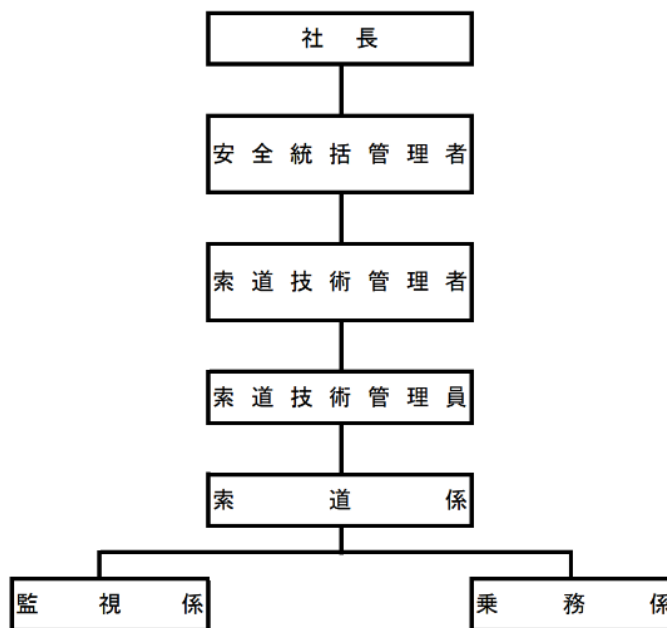 社長
安全統括管理者
索道技術管理者
索道技術管理員
索道係
監視係
乗務係